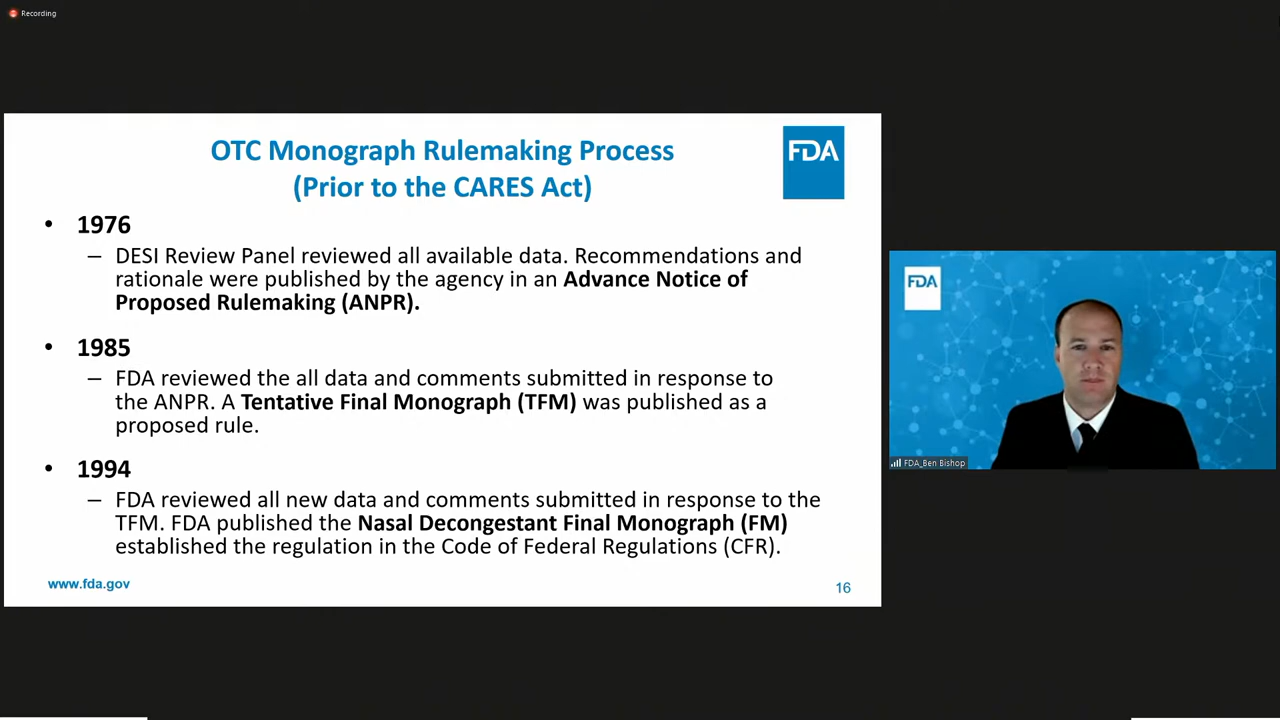 Recording
OTC Monograph Rulemaking Process
(Prior to the CARES Act)
FDA
• 1976
– DESI Review Panel reviewed all available data. Recommendations and
rationale were published by the agency in an Advance Notice of
Proposed Rulemaking (ANPR).
• 1985
– FDA reviewed the all data and comments submitted in response to
the ANPR. A Tentative Final Monograph (TFM) was published as a
proposed rule.
• 1994
– FDA reviewed all new data and comments submitted in response to the
TFM. FDA published the Nasal Decongestant Final Monograph (FM)
established the regulation in the Code of Federal Regulations (CFR).
www.fda.gov
16
FDA
FDA_Ben Bishop